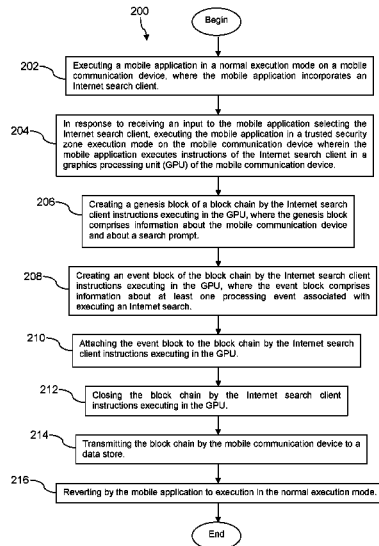 200
Begin
202
Executing a mobile application in a normal execution mode on a mobile
communication device, where the mobile application incorporates an
Internet search client.
204
In response to receiving an input to the mobile application selecting the
Internet search client, executing the mobile application in a trusted security
zone execution mode on the mobile communication device wherein the
mobile application executes instructions of the Internet search client in a
graphics processing unit (GPU) of the mobile communication device.
206
Creating a genesis block of a block chain by the Internet search
client instructions executing in the GPU, where the genesis block
comprises information about the mobile communication device
and about a search prompt.
208
Creating an event block of the block chain by the Internet search
client instructions executing in the GPU, where the event block comprises
information about at least one processing event associated with
executing an Internet search.
210
Attaching the event block to the block chain by the Internet search
client instructions executing in the GPU.
212
Closing the block chain by the Internet search client
instructions executing in the GPU.
214
Transmitting the block chain by the mobile communication device to a
data store.
216
Reverting by the mobile application to execution in the normal execution mode.
End